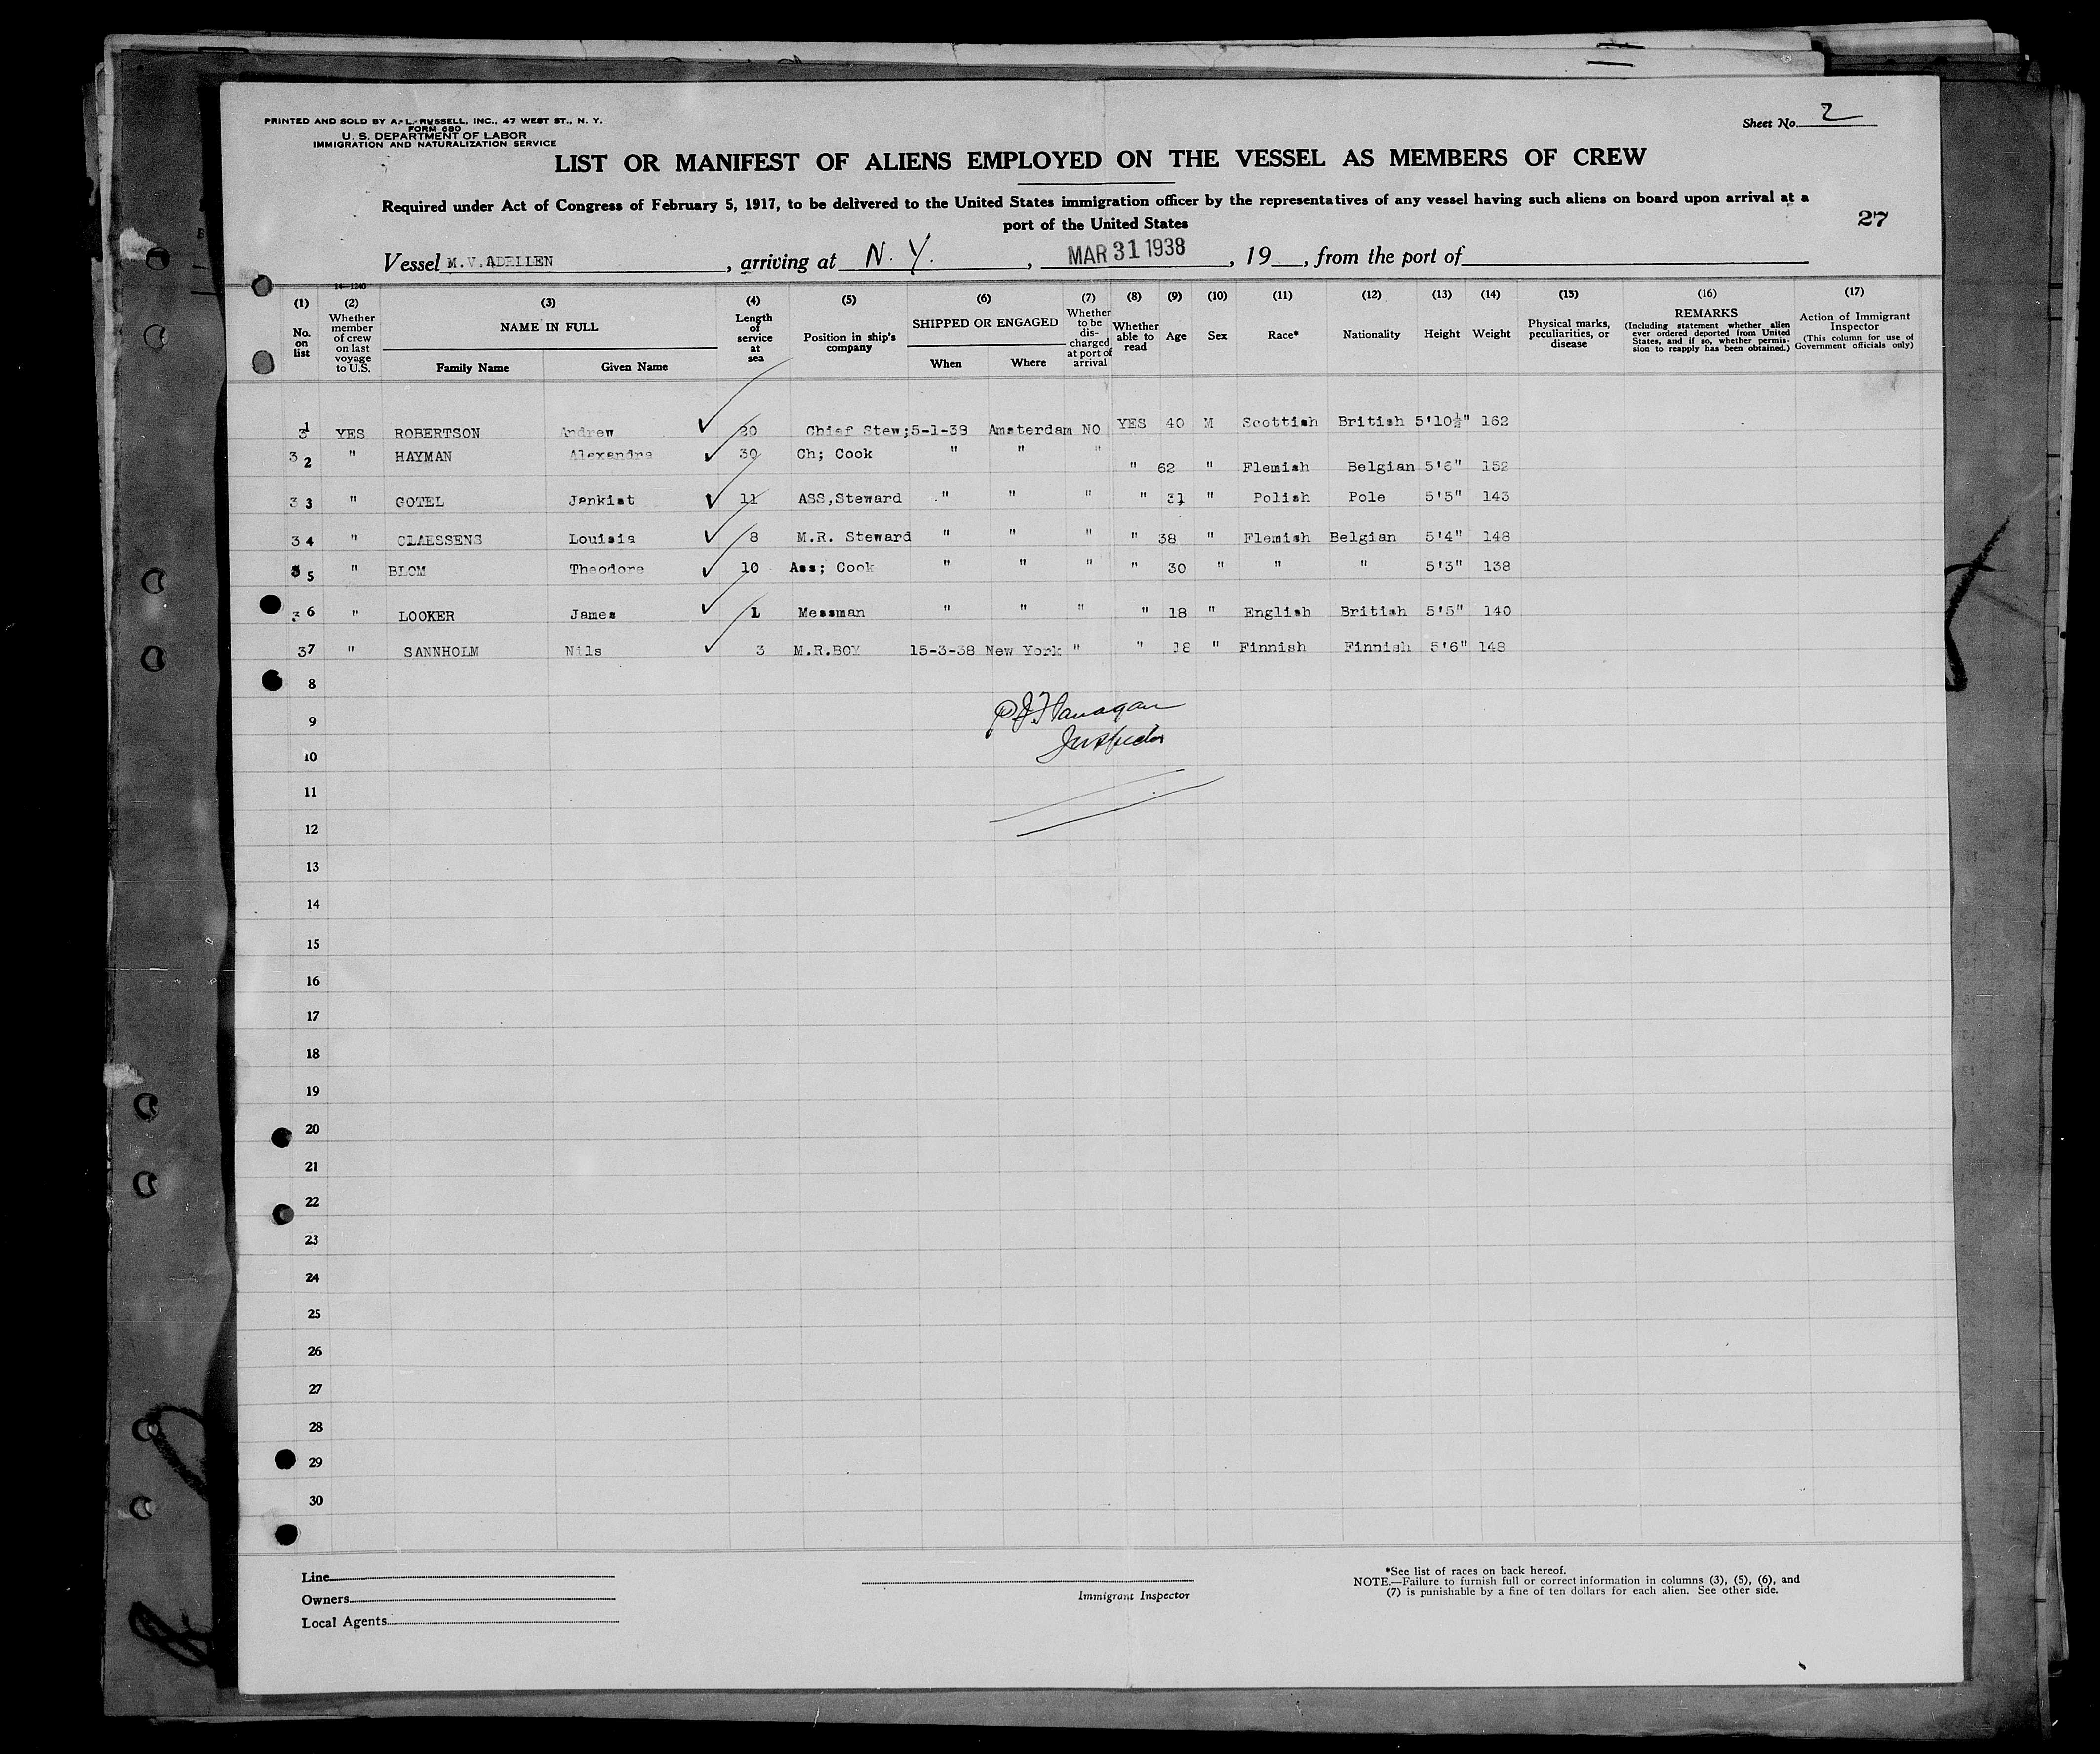 PRINTED AND SOLD BY A. L. RUSSELL, INC., 47 WEST ST., N. Y.
FORM 680
U. S. DEPARTMENT OF LABOR
IMMIGRATION AND NATURALIZATION SERVICE
Sheet No. 2
LIST OR MANIFEST OF ALIENS EMPLOYED ON THE VESSEL AS MEMBERS OF CREW
Required under Act of Congress of February 5, 1917, to be delivered to the United States immigration officer by the representatives of any vessel having such aliens on board upon arrival at a
port of the United States
27
Vessel M.V.ADELLEN, arriving at N. Y., MAR 31 1938, 19__, from the port of
14—1240
(1) No. on list
(2) Whether member of crew on last voyage to U.S.
(3) NAME IN FULL
Family Name Given Name
(4) Length of service at sea
(5) Position in ship's company
(6) SHIPPED OR ENGAGED
When Where
(7) Whether to be dis- charged at port of arrival
(8) Whether able to read
(9) Age
(10) Sex
(11) Race*
(12) Nationality
(13) Height
(14) Weight
(15) Physical marks, peculiarities, or disease
(16) REMARKS (Including statement whether alien ever ordered deported from United States, and if so, whether permis- sion to reapply has been obtained.)
(17) Action of Immigrant Inspector (This column for use of Government officials only)
31 YES ROBERTSON Andrew 20 Chief Stew; 5-1-38 Amsterdam NO YES 40 M Scottish British 5'10½" 162
32 " HAYMAN Alexandre 30 Ch; Cook " " " " 62 " Flemish Belgian 5'6" 152
33 " GOTEL Jankist 11 ASS,Steward " " " " 31 " Polish Pole 5'5" 143
34 " CLAESSENS Louisia 8 M.R. Steward " " " " 38 " Flemish Belgian 5'4" 148
35 " BLOM Theodore 10 Ass; Cook " " " " 30 " " " 5'3" 138
36 " LOOKER James 1 Messman " " " " 18 " English British 5'5" 140
37 " SANNHOLM Nils 3 M.R.BOY 15-3-38 New York " " 18 " Finnish Finnish 5'6" 148
8
P.J. Flanagan
9
Inspector
10
11
12
13
14
15
16
17
18
19
20
21
22
23
24
25
26
27
28
29
30
Line
Owners
Local Agents
Immigrant Inspector
*See list of races on back hereof.
NOTE.—Failure to furnish full or correct information in columns (3), (5), (6), and
(7) is punishable by a fine of ten dollars for each alien. See other side.